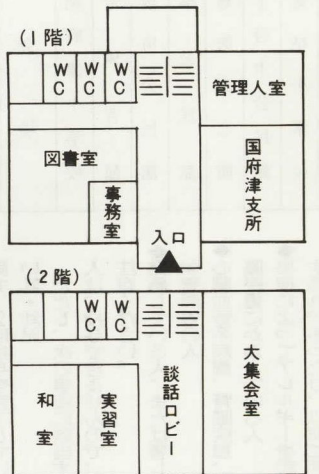 (1階)
WC
WC
WC
管理人室
図書室
事務室
国府津支所
入口
(2階)
WC
WC
和室
実習室
談話ロビー
大集会室